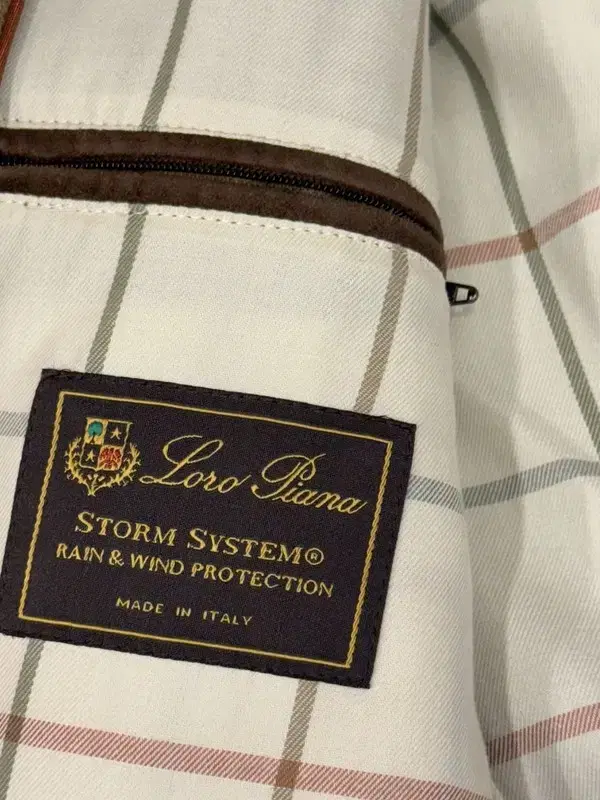 Loro Piana
STORM SYSTEM®
RAIN & WIND PROTECTION
MADE IN ITALY